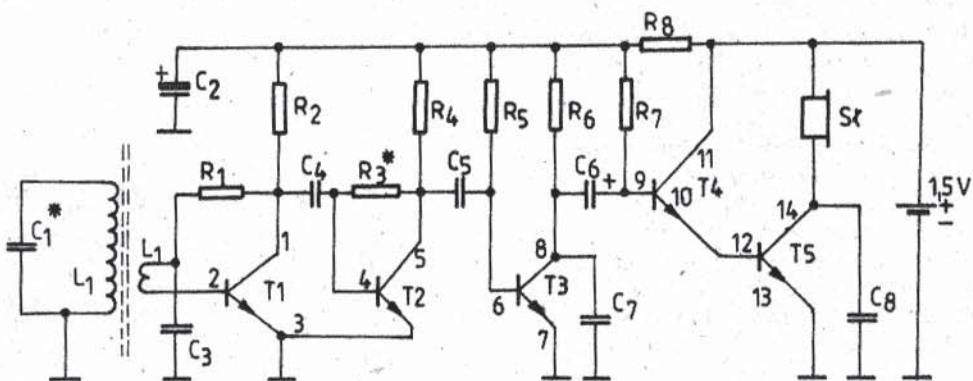 R8
+
C2
R2
R4
R5
R6
R7
Sł
R1
C4
R3*
C5
C6
+
9
10
11
T4
1,5V
+
−
C1
*
L1
L1
1
2
T1
3
C3
4
5
T2
6
8
T3
7
C7
12
14
T5
13
C8